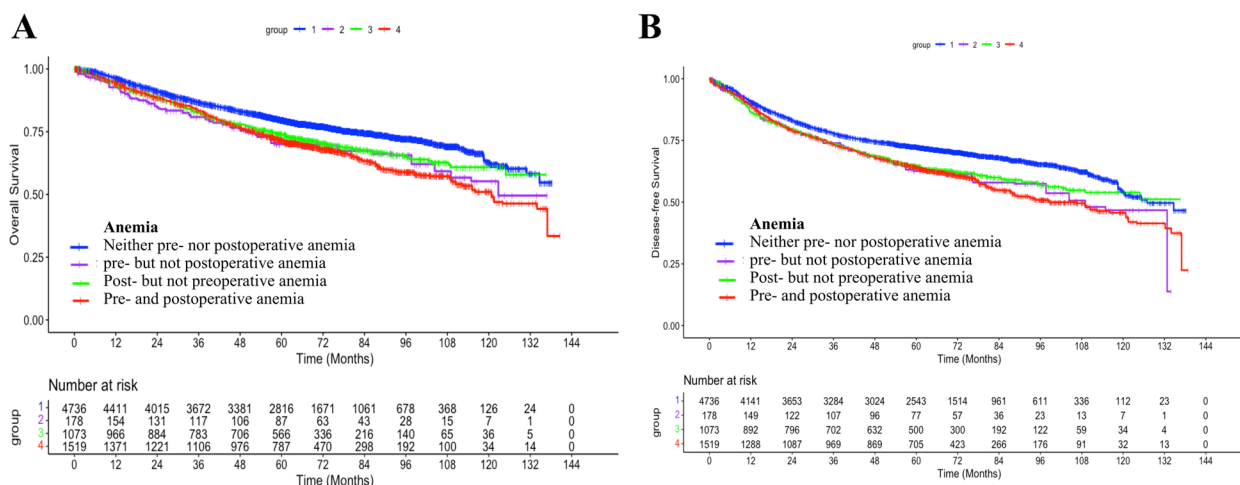 A
group 1 2 3 4
Overall Survival
1.00
0.75
0.50
0.25
0.00
Anemia
Neither pre- nor postoperative anemia
pre- but not postoperative anemia
Post- but not preoperative anemia
Pre- and postoperative anemia
0 12 24 36 48 60 72 84 96 108 120 132 144
Time (Months)
Number at risk
group
1 4736 4411 4015 3672 3381 2816 1671 1061 678 368 126 24 0
2 178 154 131 117 106 87 63 43 28 15 7 1 0
3 1073 966 884 783 706 566 336 216 140 65 36 5 0
4 1519 1371 1221 1106 976 787 470 298 192 100 34 14 0
0 12 24 36 48 60 72 84 96 108 120 132 144
Time (Months)
B
group 1 2 3 4
Disease-free Survival
1.00
0.75
0.50
0.25
0.00
Anemia
Neither pre- nor postoperative anemia
pre- but not postoperative anemia
Post- but not preoperative anemia
Pre- and postoperative anemia
0 12 24 36 48 60 72 84 96 108 120 132 144
Time (Months)
Number at risk
group
1 4736 4141 3653 3284 3024 2543 1514 961 611 336 112 23 0
2 178 149 122 107 96 77 57 36 23 13 7 1 0
3 1073 892 796 702 632 500 300 192 122 59 34 4 0
4 1519 1288 1087 969 869 705 423 266 176 91 32 13 0
0 12 24 36 48 60 72 84 96 108 120 132 144
Time (Months)